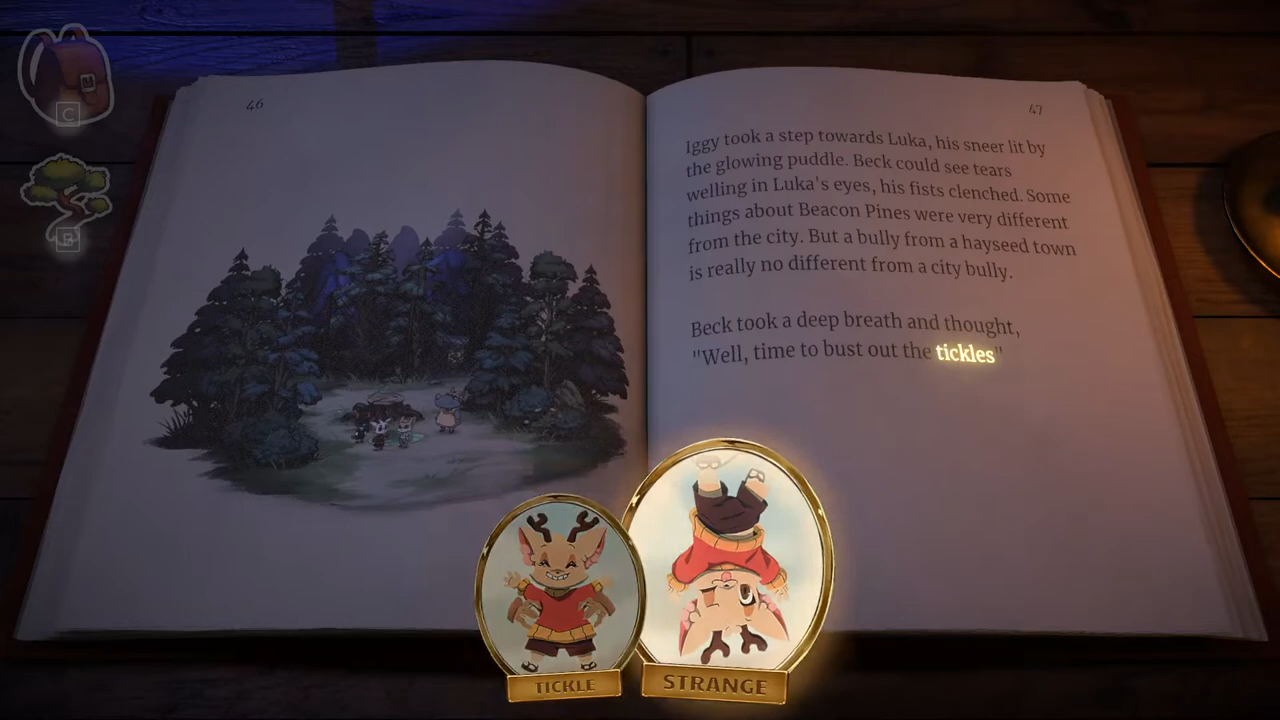 C
46
47
Iggy took a step towards Luka, his sneer lit by
the glowing puddle. Beck could see tears
welling in Luka's eyes, his fists clenched. Some
things about Beacon Pines were very different
from the city. But a bully from a hayseed town
is really no different from a city bully.
Beck took a deep breath and thought,
"Well, time to bust out the tickles"
TICKLE
STRANGE